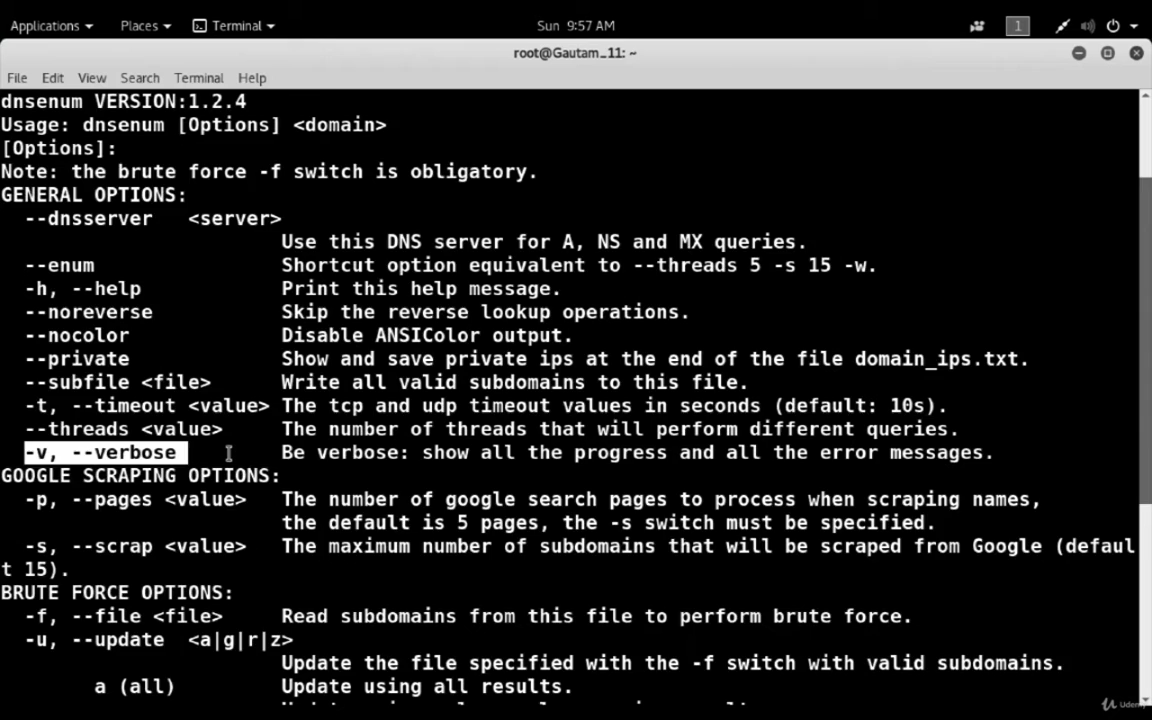 Applications Places Terminal Sun 9:57 AM 1
root@Gautam_11: ~
File Edit View Search Terminal Help
dnsenum VERSION:1.2.4
Usage: dnsenum [Options] <domain>
[Options]:
Note: the brute force -f switch is obligatory.
GENERAL OPTIONS:
--dnsserver <server>
Use this DNS server for A, NS and MX queries.
--enum Shortcut option equivalent to --threads 5 -s 15 -w.
-h, --help Print this help message.
--noreverse Skip the reverse lookup operations.
--nocolor Disable ANSIColor output.
--private Show and save private ips at the end of the file domain_ips.txt.
--subfile <file> Write all valid subdomains to this file.
-t, --timeout <value> The tcp and udp timeout values in seconds (default: 10s).
--threads <value> The number of threads that will perform different queries.
-v, --verbose Be verbose: show all the progress and all the error messages.
GOOGLE SCRAPING OPTIONS:
-p, --pages <value> The number of google search pages to process when scraping names,
the default is 5 pages, the -s switch must be specified.
-s, --scrap <value> The maximum number of subdomains that will be scraped from Google (defaul
t 15).
BRUTE FORCE OPTIONS:
-f, --file <file> Read subdomains from this file to perform brute force.
-u, --update <a|g|r|z>
Update the file specified with the -f switch with valid subdomains.
a (all) Update using all results.